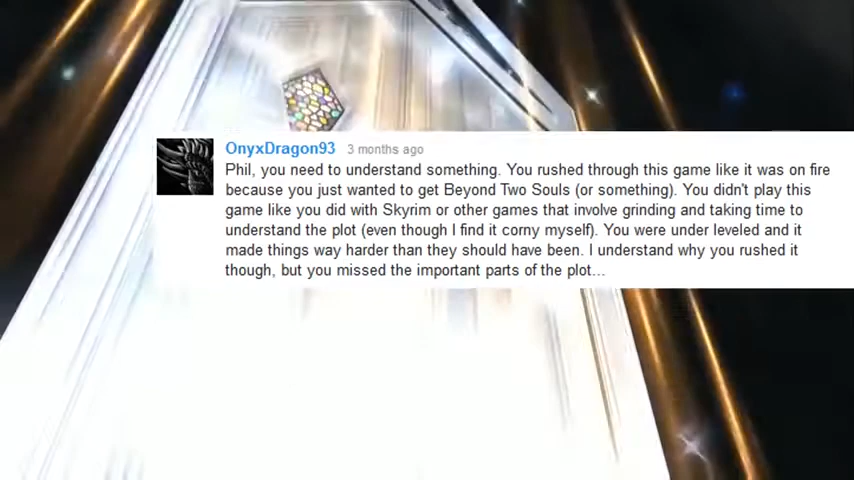 OnyxDragon93 3 months ago
Phil, you need to understand something. You rushed through this game like it was on fire
because you just wanted to get Beyond Two Souls (or something). You didn't play this
game like you did with Skyrim or other games that involve grinding and taking time to
understand the plot (even though I find it corny myself). You were under leveled and it
made things way harder than they should have been. I understand why you rushed it
though, but you missed the important parts of the plot...